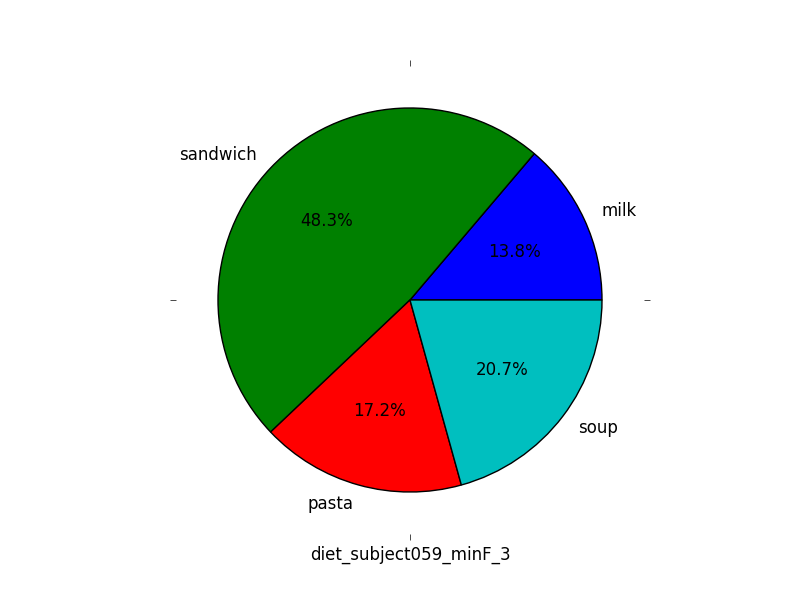 sandwich
milk
48.3%
13.8%
20.7%
17.2%
soup
pasta
diet_subject059_minF_3